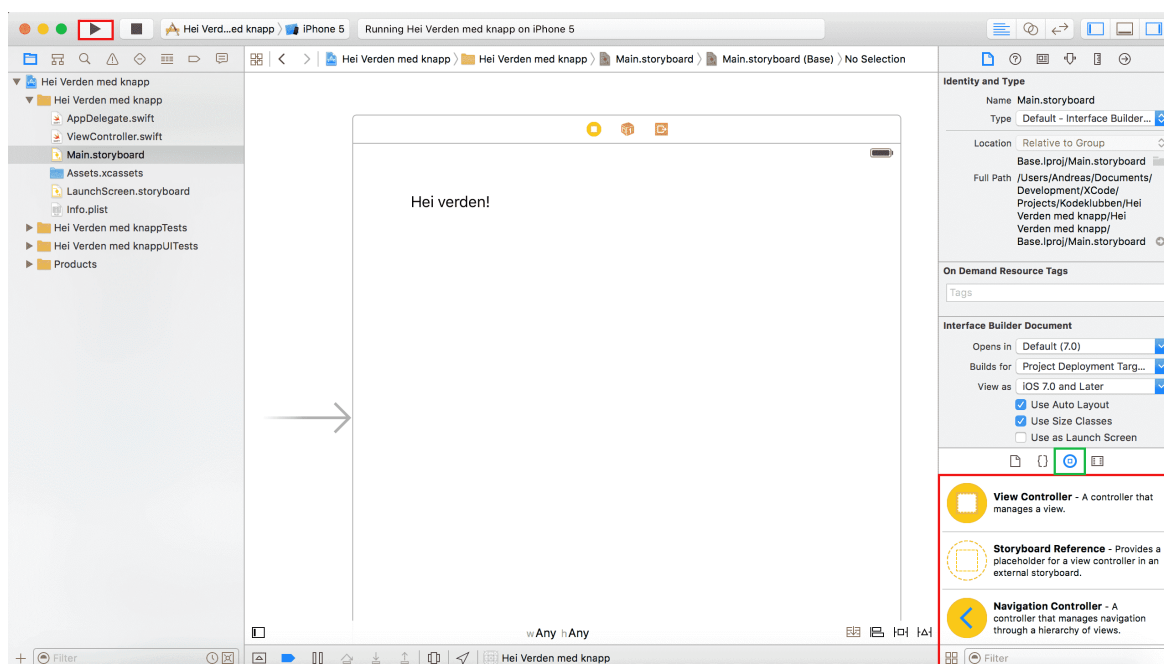 Hei Verd...ed knapp
iPhone 5
Running Hei Verden med knapp on iPhone 5
Hei Verden med knapp
Hei Verden med knapp
Main.storyboard
Main.storyboard (Base)
No Selection
Hei Verden med knapp
Hei Verden med knapp
AppDelegate.swift
ViewController.swift
Main.storyboard
Assets.xcassets
LaunchScreen.storyboard
Info.plist
Hei Verden med knappTests
Hei Verden med knappUITests
Products
Filter
Hei verden!
wAny hAny
Hei Verden med knapp
Identity and Type
Name Main.storyboard
Type Default - Interface Builder...
Location Relative to Group
Base.lproj/Main.storyboard
Full Path /Users/Andreas/Documents/
Development/XCode/
Projects/Kodeklubben/Hei
Verden med knapp/Hei
Verden med knapp/
Base.lproj/Main.storyboard
On Demand Resource Tags
Tags
Interface Builder Document
Opens in Default (7.0)
Builds for Project Deployment Targ...
View as iOS 7.0 and Later
Use Auto Layout
Use Size Classes
Use as Launch Screen
View Controller - A controller that
manages a view.
Storyboard Reference - Provides a
placeholder for a view controller in an
external storyboard.
Navigation Controller - A
controller that manages navigation
through a hierarchy of views.
Filter